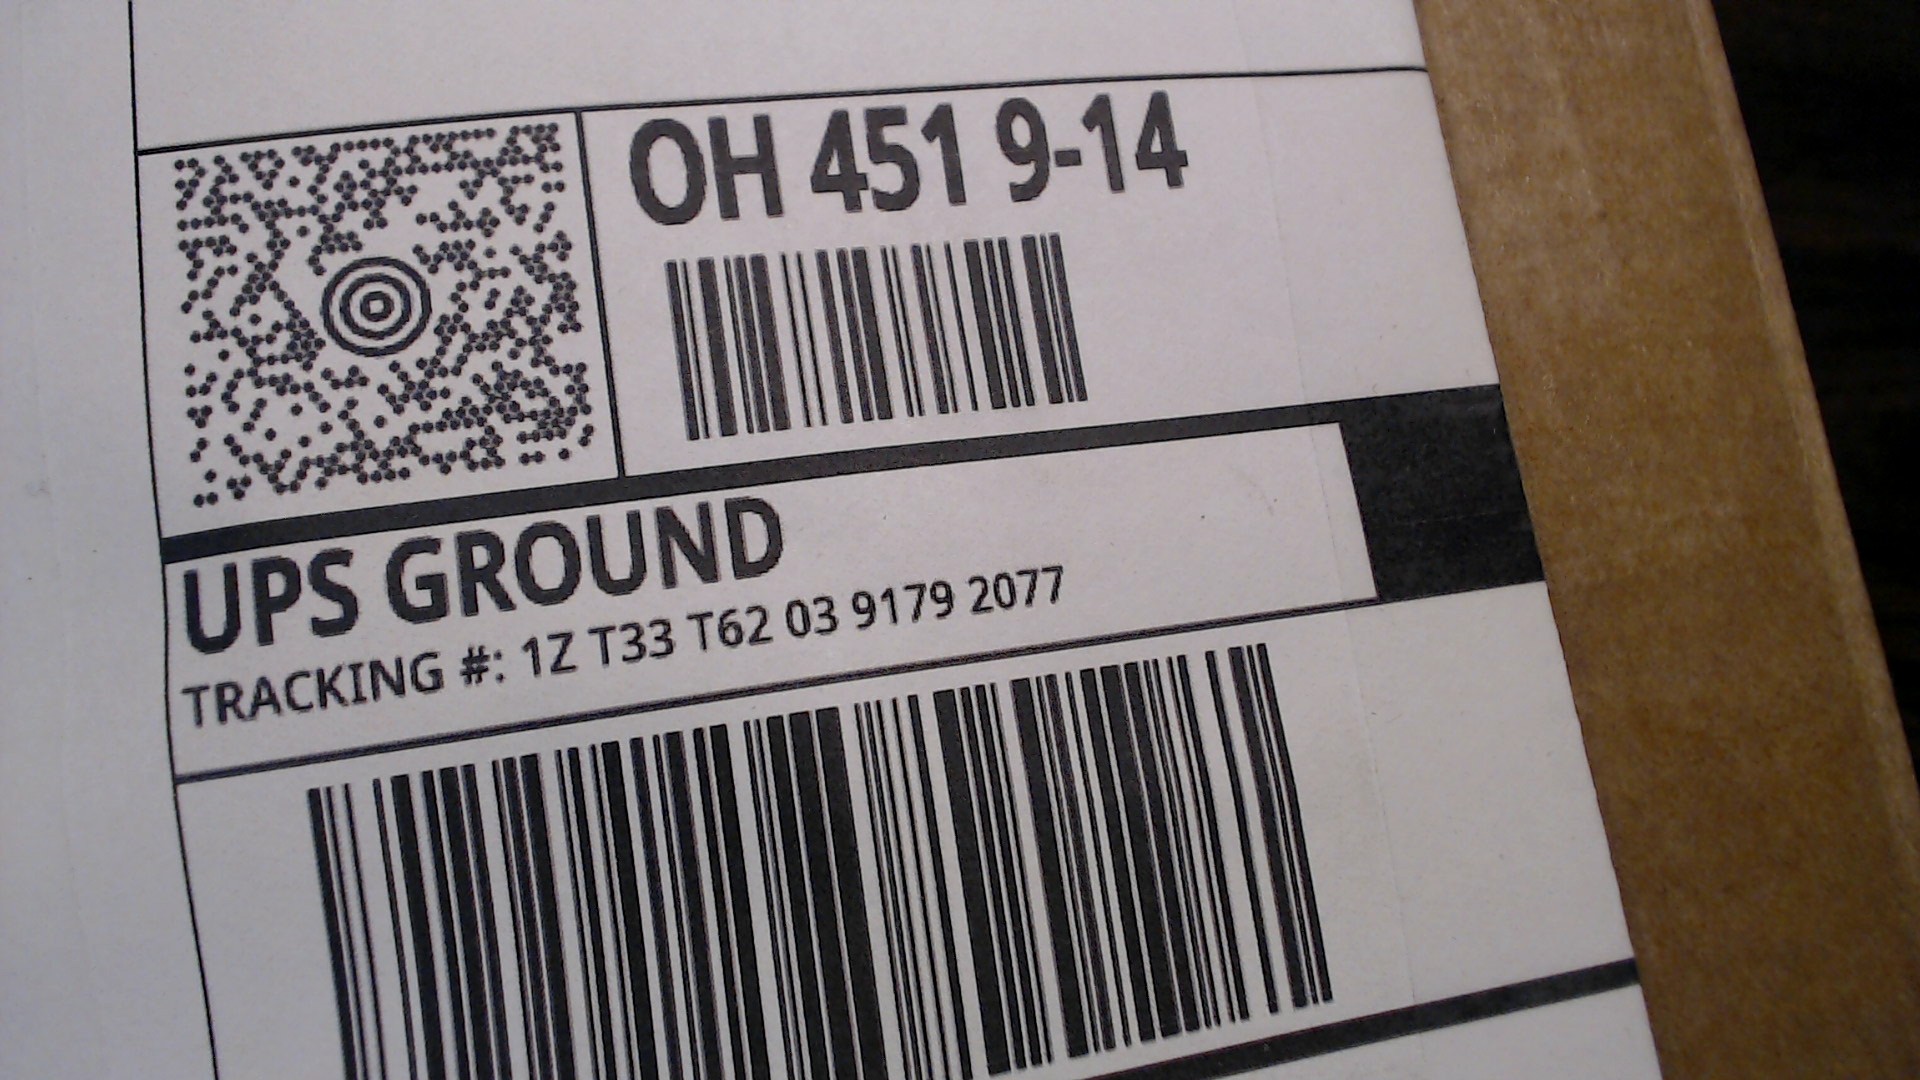 OH 451 9-14
UPS GROUND
TRACKING #: 1Z T33 T62 03 9179 2077